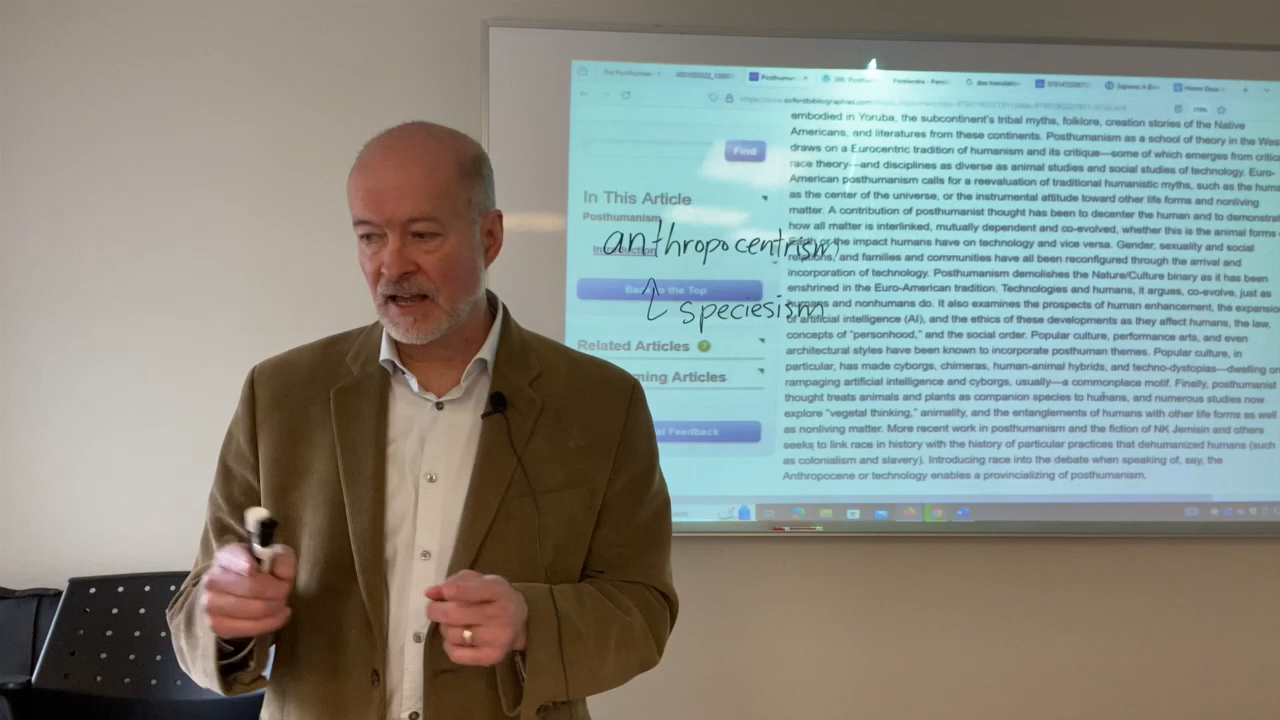 Posthuman
Find
In This Article
Posthumanism
Introduction
Back to the Top
Related Articles
ming Articles
al Feedback
anthropocentrism
speciesism
embodied in Yoruba, the subcontinent's tribal myths, folklore, creation stories of the Native
Americans, and literatures from these continents. Posthumanism as a school of theory in the Wes
draws on a Eurocentric tradition of humanism and its critique—some of which emerges from critica
race theory—and disciplines as diverse as animal studies and social studies of technology. Euro-
American posthumanism calls for a reevaluation of traditional humanistic myths, such as the huma
as the center of the universe, or the instrumental attitude toward other life forms and nonliving
matter. A contribution of posthumanist thought has been to decenter the human and to demonstra
how all matter is interlinked, mutually dependent and co-evolved, whether this is the animal forms
or the impact humans have on technology and vice versa. Gender, sexuality and social
and families and communities have all been reconfigured through the arrival and
incorporation of technology. Posthumanism demolishes the Nature/Culture binary as it has been
enshrined in the Euro-American tradition. Technologies and humans, it argues, co-evolve, just as
humans and nonhumans do. It also examines the prospects of human enhancement, the expansio
of artificial intelligence (AI), and the ethics of these developments as they affect humans, the law,
concepts of "personhood," and the social order. Popular culture, performance arts, and even
architectural styles have been known to incorporate posthuman themes. Popular culture, in
particular, has made cyborgs, chimeras, human-animal hybrids, and techno-dystopias—dwelling on
rampaging artificial intelligence and cyborgs, usually—a commonplace motif. Finally, posthumanist
thought treats animals and plants as companion species to humans, and numerous studies now
explore "vegetal thinking," animality, and the entanglements of humans with other life forms as well
as nonliving matter. More recent work in posthumanism and the fiction of NK Jemisin and others
seeks to link race in history with the history of particular practices that dehumanized humans (such
as colonialism and slavery). Introducing race into the debate when speaking of, say, the
Anthropocene or technology enables a provincializing of posthumanism.